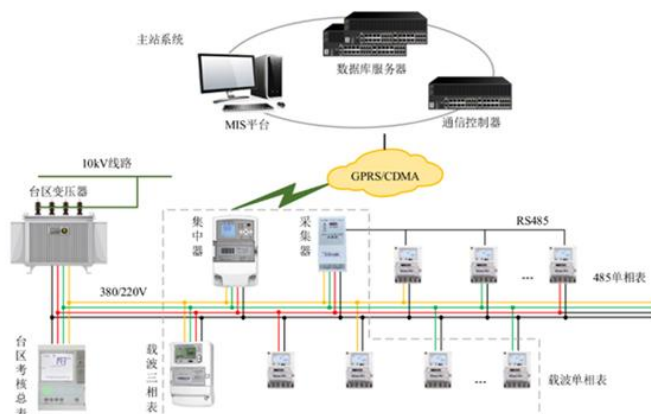 主站系统
数据库服务器
MIS平台
通信控制器
10kV线路
GPRS/CDMA
台区变压器
集中器
采集器
RS485
485单相表
380/220V
台区考核总表
载波三相表
载波单相表